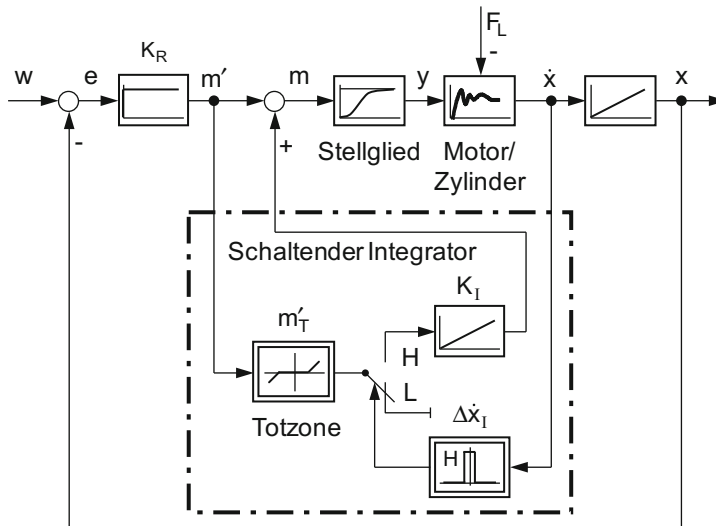 K_R
F_L
-
w
e
m′
m
y
ẋ
x
-
+
Stellglied
Motor/
Zylinder
Schaltender Integrator
K_I
m′_T
H
L
Totzone
Δẋ_I
H